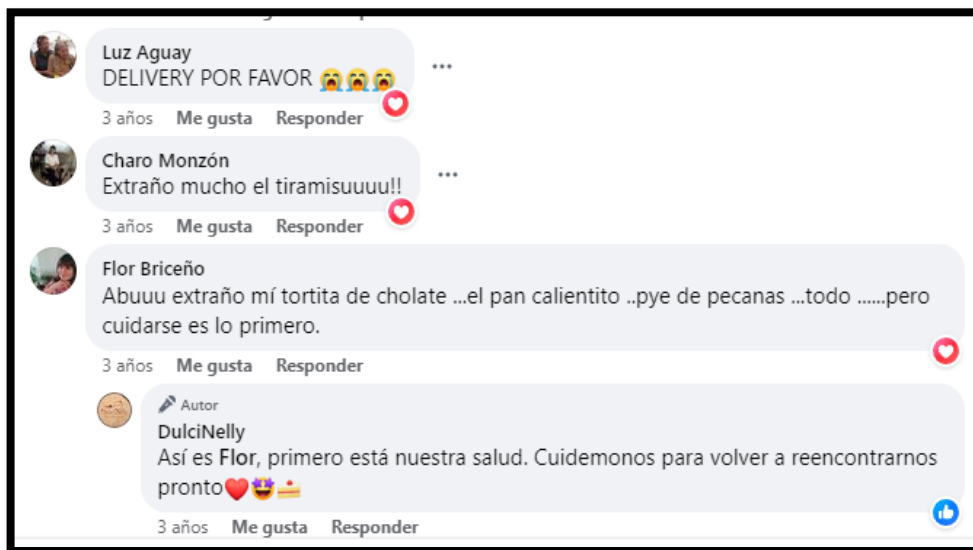 Luz Aguay
DELIVERY POR FAVOR 😭😭😭
3 años Me gusta Responder
Charo Monzón
Extraño mucho el tiramisuuuu!!
3 años Me gusta Responder
Flor Briceño
Abuuu extraño mí tortita de cholate ...el pan calientito ..pye de pecanas ...todo ......pero
cuidarse es lo primero.
3 años Me gusta Responder
Autor
DulciNelly
Así es Flor, primero está nuestra salud. Cuidemonos para volver a reencontrarnos
pronto❤️🤩🍰
3 años Me gusta Responder